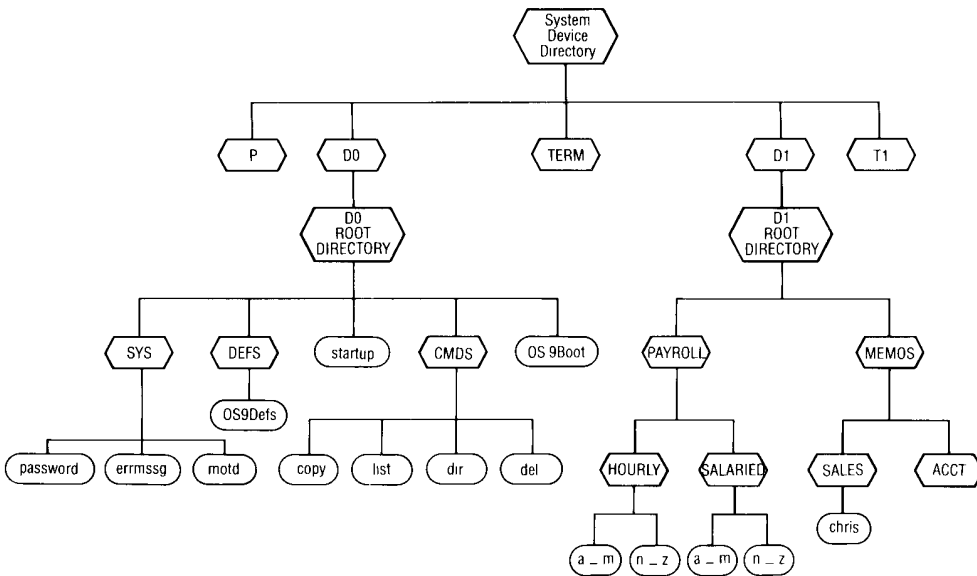 System
Device
Directory
P
D0
TERM
D1
T1
D0
ROOT
DIRECTORY
D1
ROOT
DIRECTORY
SYS
DEFS
startup
CMDS
OS 9Boot
PAYROLL
MEMOS
OS9Defs
password
errmssg
motd
copy
list
dir
del
HOURLY
SALARIED
SALES
ACCT
chris
a _ m
n _ z
a _ m
n _ z